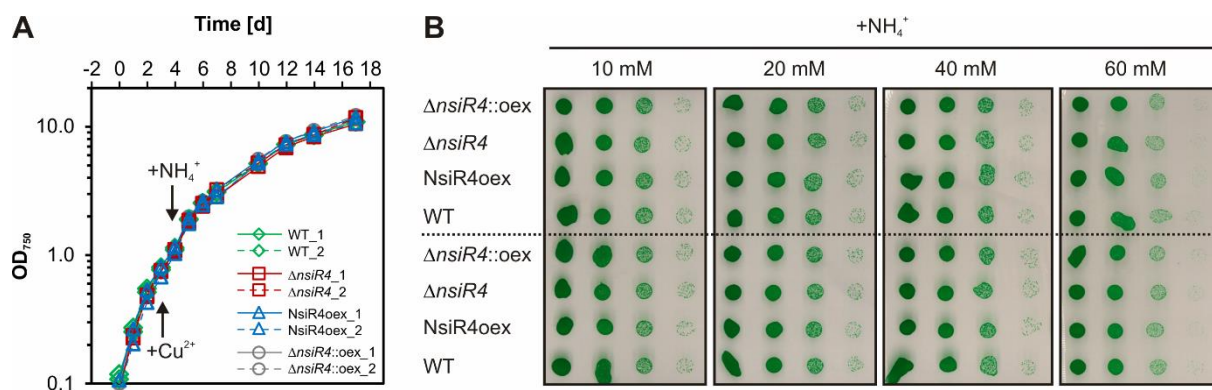 A
Time [d]
-2 0 2 4 6 8 10 12 14 16 18
10.0
1.0
0.1
OD₇₅₀
+NH₄⁺
+Cu²⁺
WT_1
WT_2
ΔnsiR4_1
ΔnsiR4_2
NsiR4oex_1
NsiR4oex_2
ΔnsiR4::oex_1
ΔnsiR4::oex_2
B
+NH₄⁺
10 mM 20 mM 40 mM 60 mM
ΔnsiR4::oex
ΔnsiR4
NsiR4oex
WT
ΔnsiR4::oex
ΔnsiR4
NsiR4oex
WT